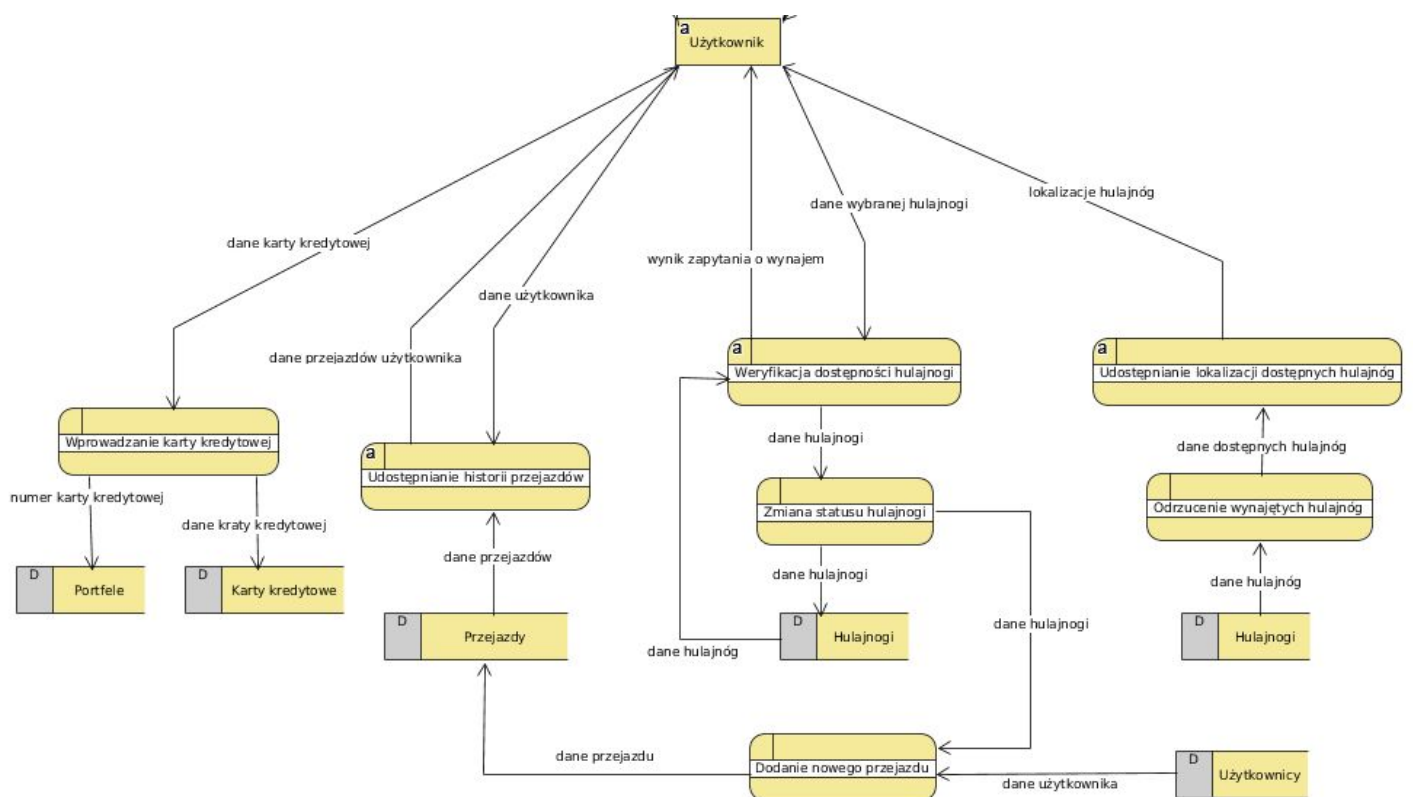 a
Użytkownik
lokalizacje hulajnóg
dane wybranej hulajnogi
dane karty kredytowej
wynik zapytania o wynajem
dane użytkownika
dane przejazdów użytkownika
a
Weryfikacja dostępności hulajnogi
a
Udostępnianie lokalizacji dostępnych hulajnóg
Wprowadzanie karty kredytowej
a
Udostępnianie historii przejazdów
dane hulajnogi
dane dostępnych hulajnóg
numer karty kredytowej
dane kraty kredytowej
Zmiana statusu hulajnogi
Odrzucenie wynajętych hulajnóg
dane przejazdów
dane hulajnogi
dane hulajnóg
D
Portfele
D
Karty kredytowe
D
Przejazdy
D
Hulajnogi
dane hulajnogi
D
Hulajnogi
dane hulajnóg
dane przejazdu
Dodanie nowego przejazdu
dane użytkownika
D
Użytkownicy